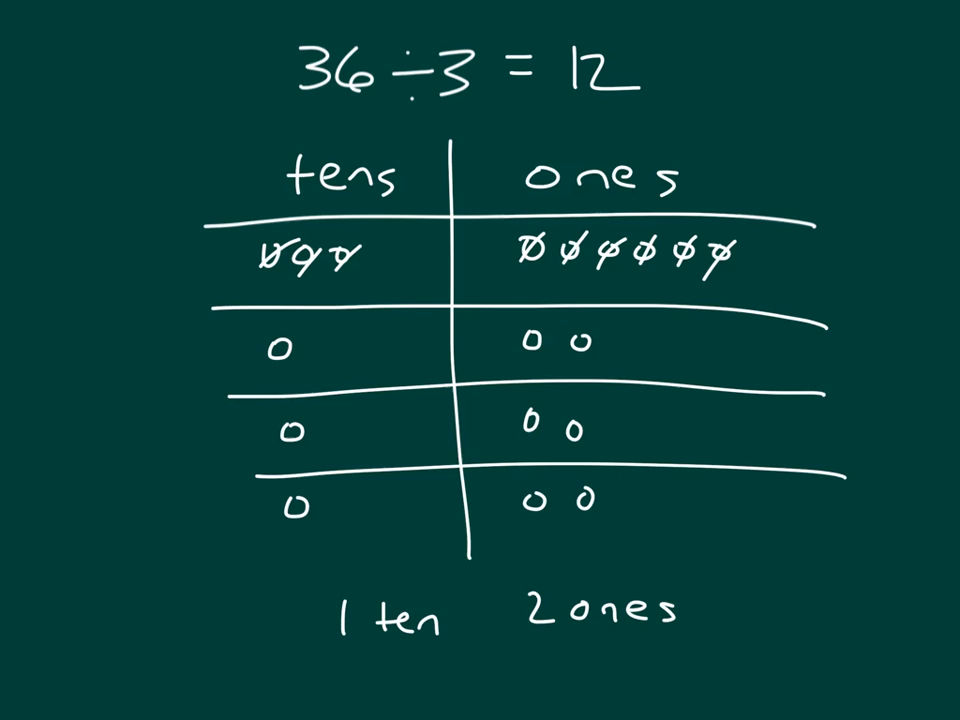 36 ÷ 3 = 12
tens ones
1 ten 2 ones